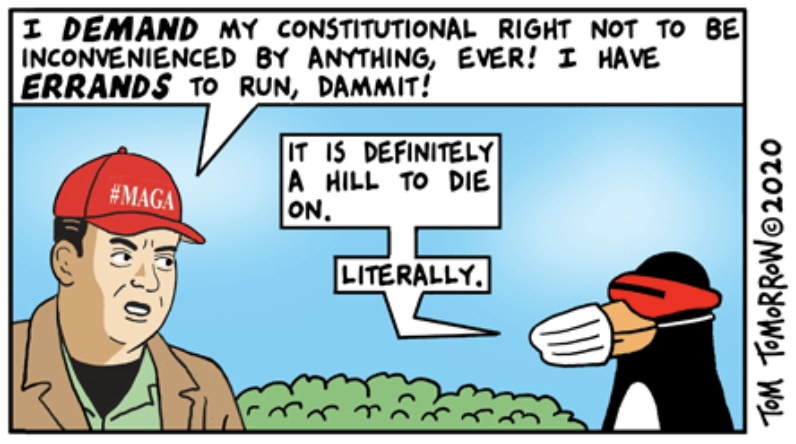 I DEMAND MY CONSTITUTIONAL RIGHT NOT TO BE
INCONVENIENCED BY ANYTHING, EVER! I HAVE
ERRANDS TO RUN, DAMMIT!
#MAGA
IT IS DEFINITELY
A HILL TO DIE
ON.
LITERALLY.
TOM TOMORROW©2020